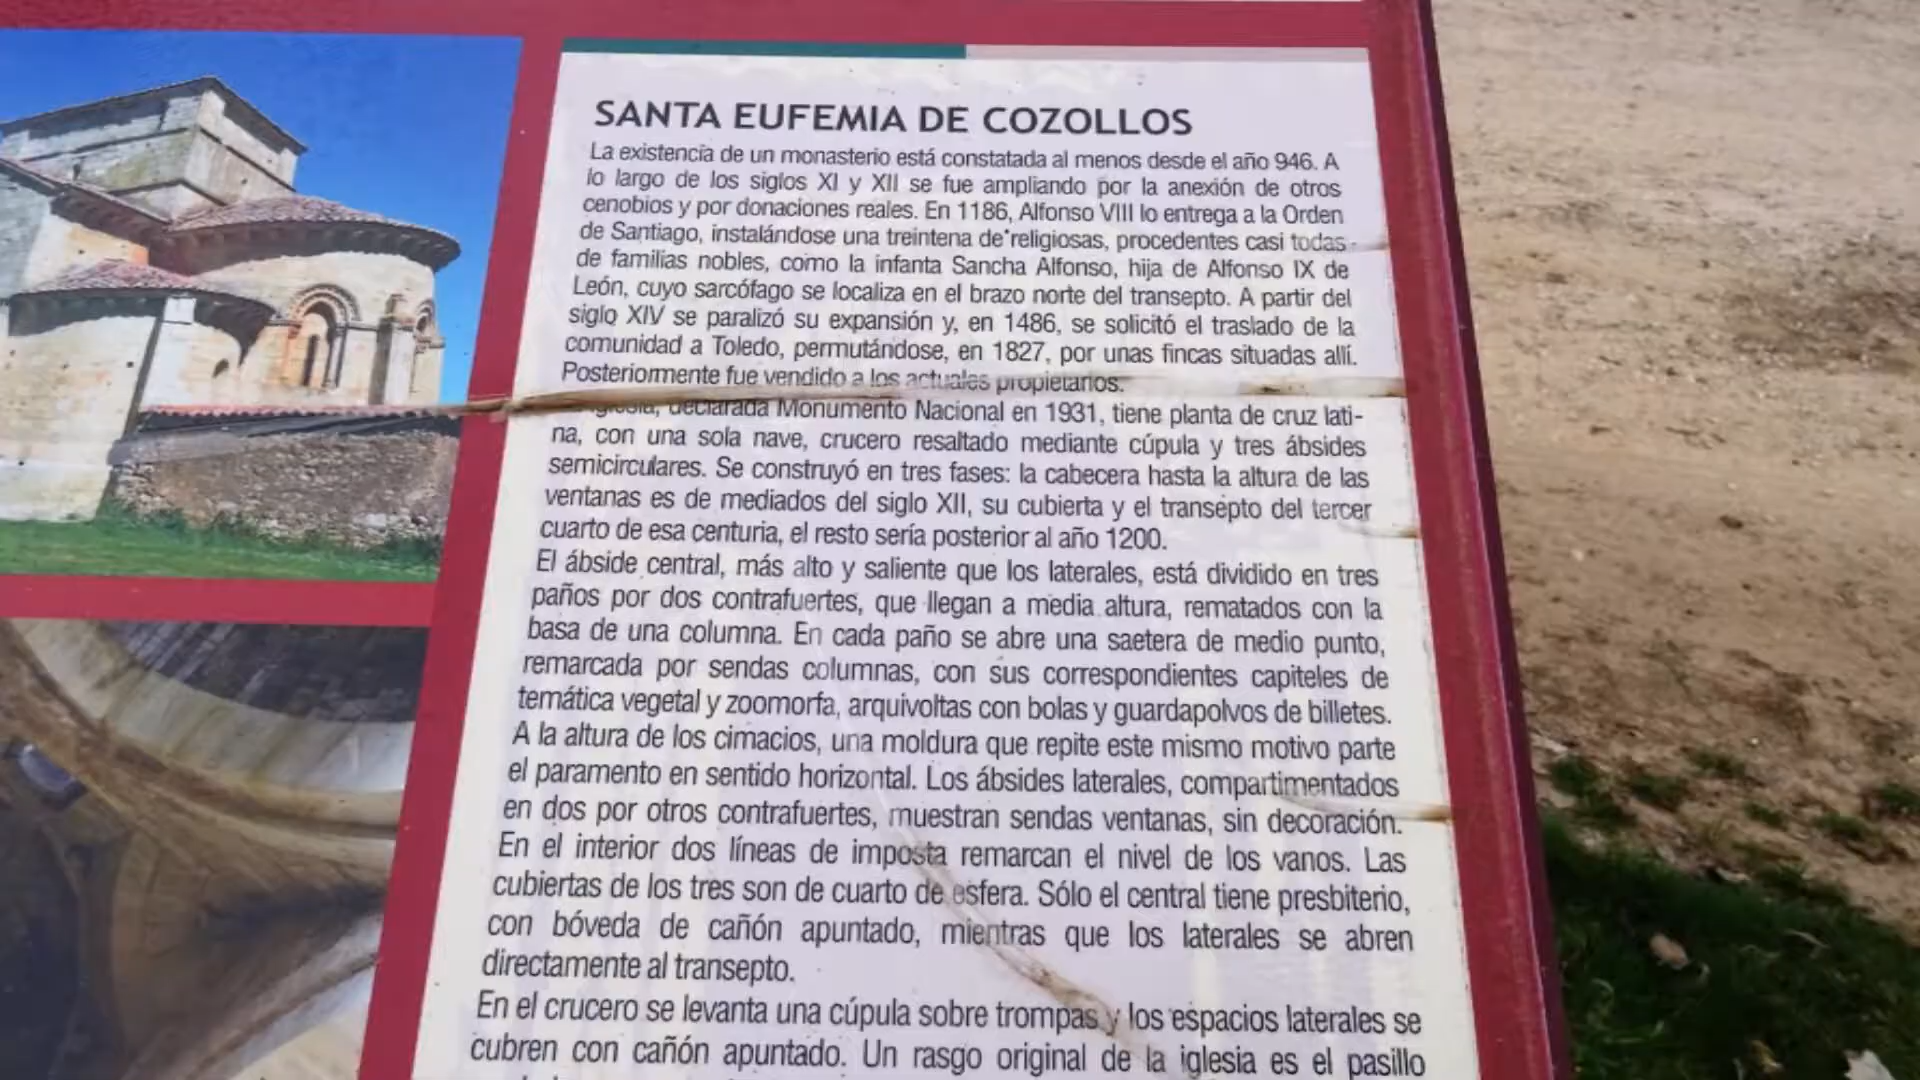 SANTA EUFEMIA DE COZOLLOS
La existencia de un monasterio está constatada al menos desde el año 946. A
lo largo de los siglos XI y XII se fue ampliando por la anexión de otros
cenobios y por donaciones reales. En 1186, Alfonso VIII lo entrega a la Orden
de Santiago, instalándose una treintena de religiosas, procedentes casi todas
de familias nobles, como la infanta Sancha Alfonso, hija de Alfonso IX de
León, cuyo sarcófago se localiza en el brazo norte del transepto. A partir del
siglo XIV se paralizó su expansión y, en 1486, se solicitó el traslado de la
comunidad a Toledo, permutándose, en 1827, por unas fincas situadas allí.
Posteriormente fue vendido a los actuales propietarios.
iglesia, declarada Monumento Nacional en 1931, tiene planta de cruz lati-
na, con una sola nave, crucero resaltado mediante cúpula y tres ábsides
semicirculares. Se construyó en tres fases: la cabecera hasta la altura de las
ventanas es de mediados del siglo XII, su cubierta y el transepto del tercer
cuarto de esa centuria, el resto sería posterior al año 1200.
El ábside central, más alto y saliente que los laterales, está dividido en tres
paños por dos contrafuertes, que llegan a media altura, rematados con la
basa de una columna. En cada paño se abre una saetera de medio punto,
remarcada por sendas columnas, con sus correspondientes capiteles de
temática vegetal y zoomorfa, arquivoltas con bolas y guardapolvos de billetes.
A la altura de los cimacios, una moldura que repite este mismo motivo parte
el paramento en sentido horizontal. Los ábsides laterales, compartimentados
en dos por otros contrafuertes, muestran sendas ventanas, sin decoración.
En el interior dos líneas de imposta remarcan el nivel de los vanos. Las
cubiertas de los tres son de cuarto de esfera. Sólo el central tiene presbiterio,
con bóveda de cañón apuntado, mientras que los laterales se abren
directamente al transepto.
En el crucero se levanta una cúpula sobre trompas y los espacios laterales se
cubren con cañón apuntado. Un rasgo original de la iglesia es el pasillo